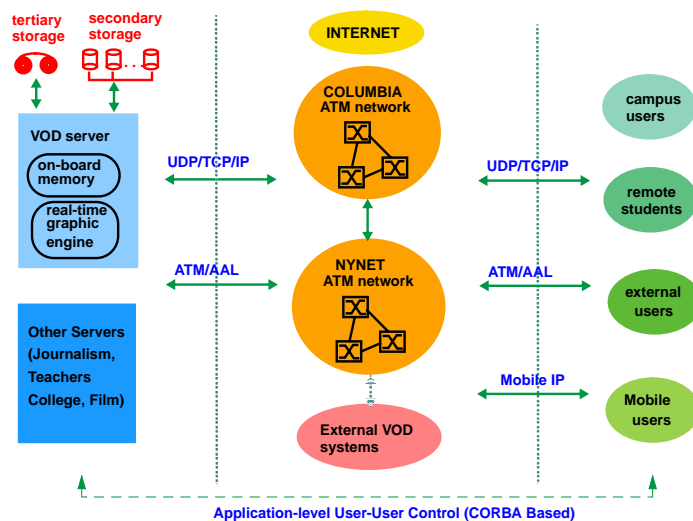 tertiary
storage
secondary
storage
VOD server
on-board
memory
real-time
graphic
engine
Other Servers
(Journalism,
Teachers
College, Film)
UDP/TCP/IP
ATM/AAL
INTERNET
COLUMBIA
ATM network
NYNET
ATM network
External VOD
systems
UDP/TCP/IP
ATM/AAL
Mobile IP
campus
users
remote
students
external
users
Mobile
users
Application-level User-User Control (CORBA Based)